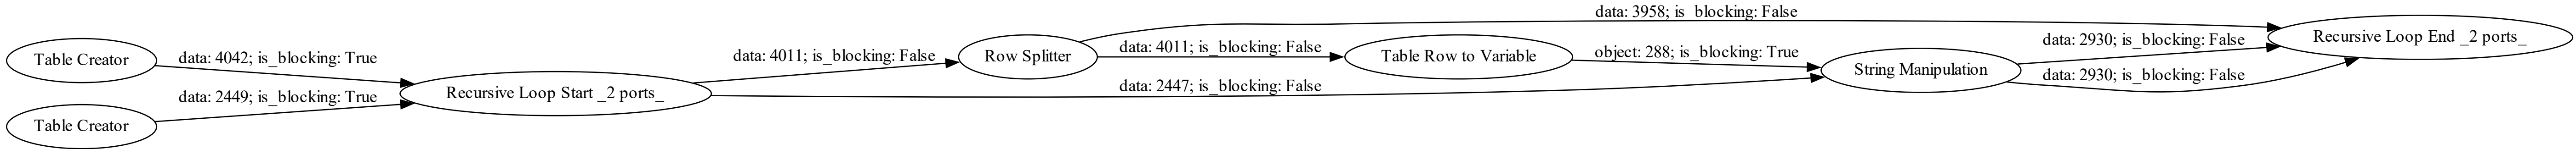 Table Creator
data: 4042; is_blocking: True
Table Creator
data: 2449; is_blocking: True
Recursive Loop Start _2 ports_
data: 4011; is_blocking: False
Row Splitter
data: 3958; is_blocking: False
data: 4011; is_blocking: False
data: 2447; is_blocking: False
Table Row to Variable
object: 288; is_blocking: True
String Manipulation
data: 2930; is_blocking: False
data: 2930; is_blocking: False
Recursive Loop End _2 ports_